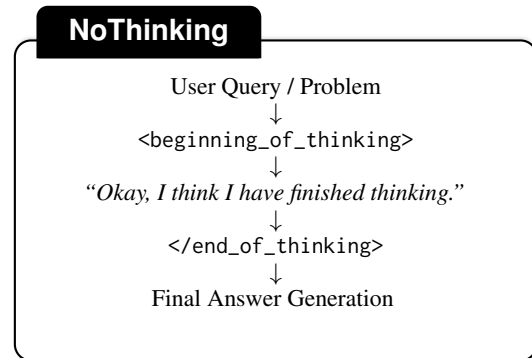 NoThinking
User Query / Problem
↓
<beginning_of_thinking>
↓
“Okay, I think I have finished thinking.”
↓
</end_of_thinking>
↓
Final Answer Generation